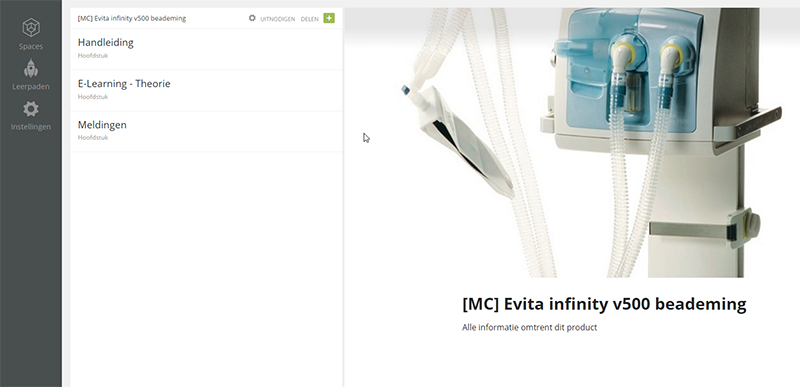 Spaces
Leerpaden
Instellingen
[MC] Evita infinity v500 beademing
UITNODIGEN DELEN
Handleiding
Hoofdstuk
E-Learning - Theorie
Hoofdstuk
Meldingen
Hoofdstuk
[MC] Evita infinity v500 beademing
Alle informatie omtrent dit product